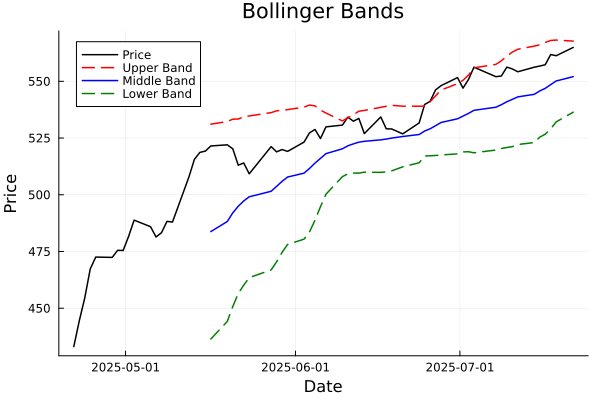 Bollinger Bands
Price
Upper Band
Middle Band
Lower Band
Price
550
525
500
475
450
2025-05-01 2025-06-01 2025-07-01
Date